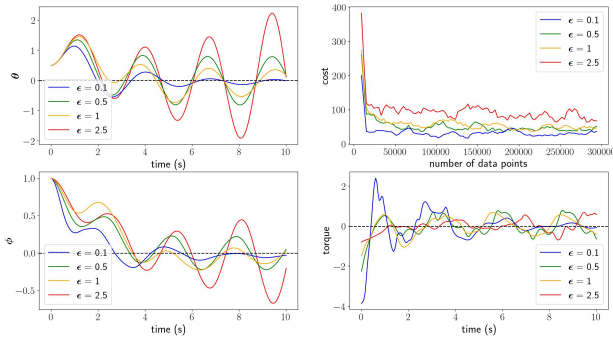 2
1
0
−1
−2
θ
ϵ = 0.1
ϵ = 0.5
ϵ = 1
ϵ = 2.5
0 2 4 6 8 10
time (s)
400
300
200
100
0
cost
ϵ = 0.1
ϵ = 0.5
ϵ = 1
ϵ = 2.5
0 50000 100000 150000 200000 250000 300000
number of data points
1.0
0.5
0.0
−0.5
ϕ
ϵ = 0.1
ϵ = 0.5
ϵ = 1
ϵ = 2.5
0 2 4 6 8 10
time (s)
2
0
−2
−4
torque
ϵ = 0.1
ϵ = 0.5
ϵ = 1
ϵ = 2.5
0 2 4 6 8 10
time (s)